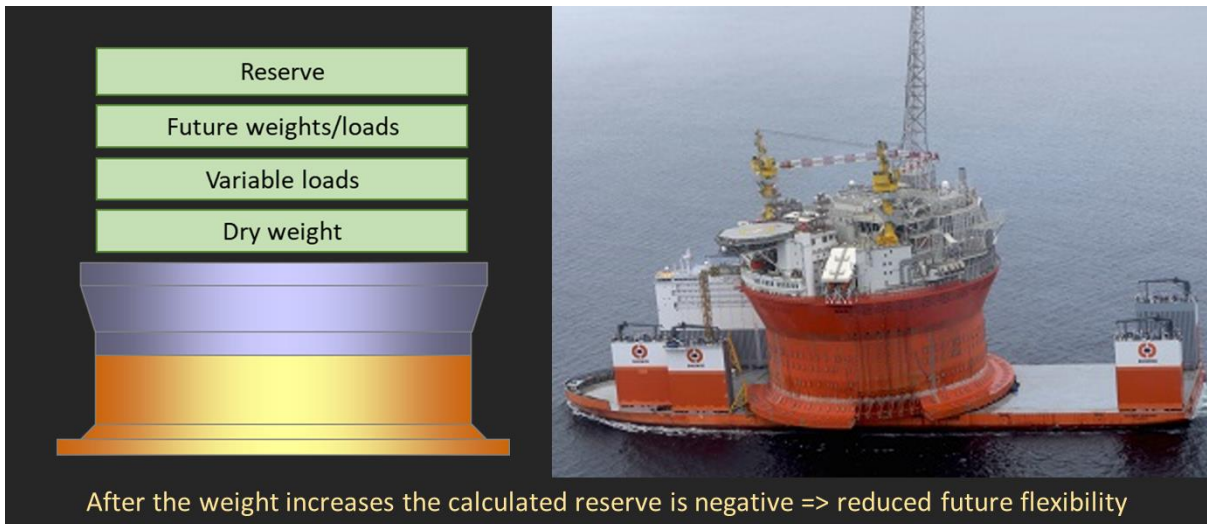 Reserve
Future weights/loads
Variable loads
Dry weight
After the weight increases the calculated reserve is negative => reduced future flexibility